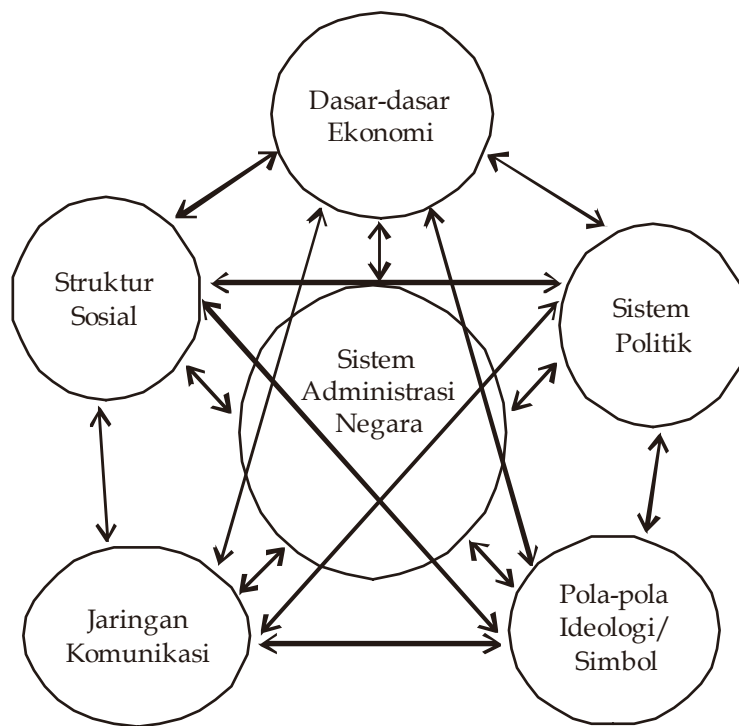 Dasar-dasar
Ekonomi
Struktur
Sosial
Sistem
Politik
Sistem
Administrasi
Negara
Jaringan
Komunikasi
Pola-pola
Ideologi/
Simbol